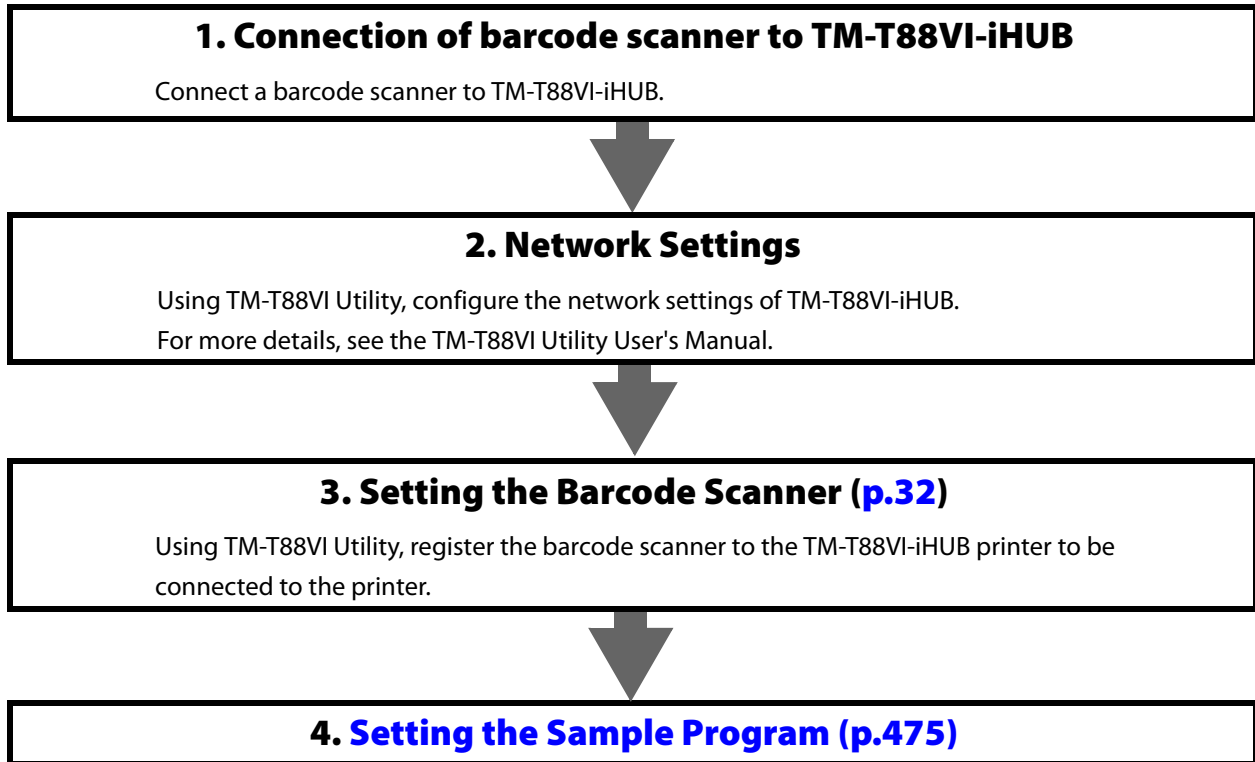 1. Connection of barcode scanner to TM-T88VI-iHUB
Connect a barcode scanner to TM-T88VI-iHUB.
2. Network Settings
Using TM-T88VI Utility, configure the network settings of TM-T88VI-iHUB.
For more details, see the TM-T88VI Utility User's Manual.
3. Setting the Barcode Scanner (p.32)
Using TM-T88VI Utility, register the barcode scanner to the TM-T88VI-iHUB printer to be
connected to the printer.
4. Setting the Sample Program (p.475)